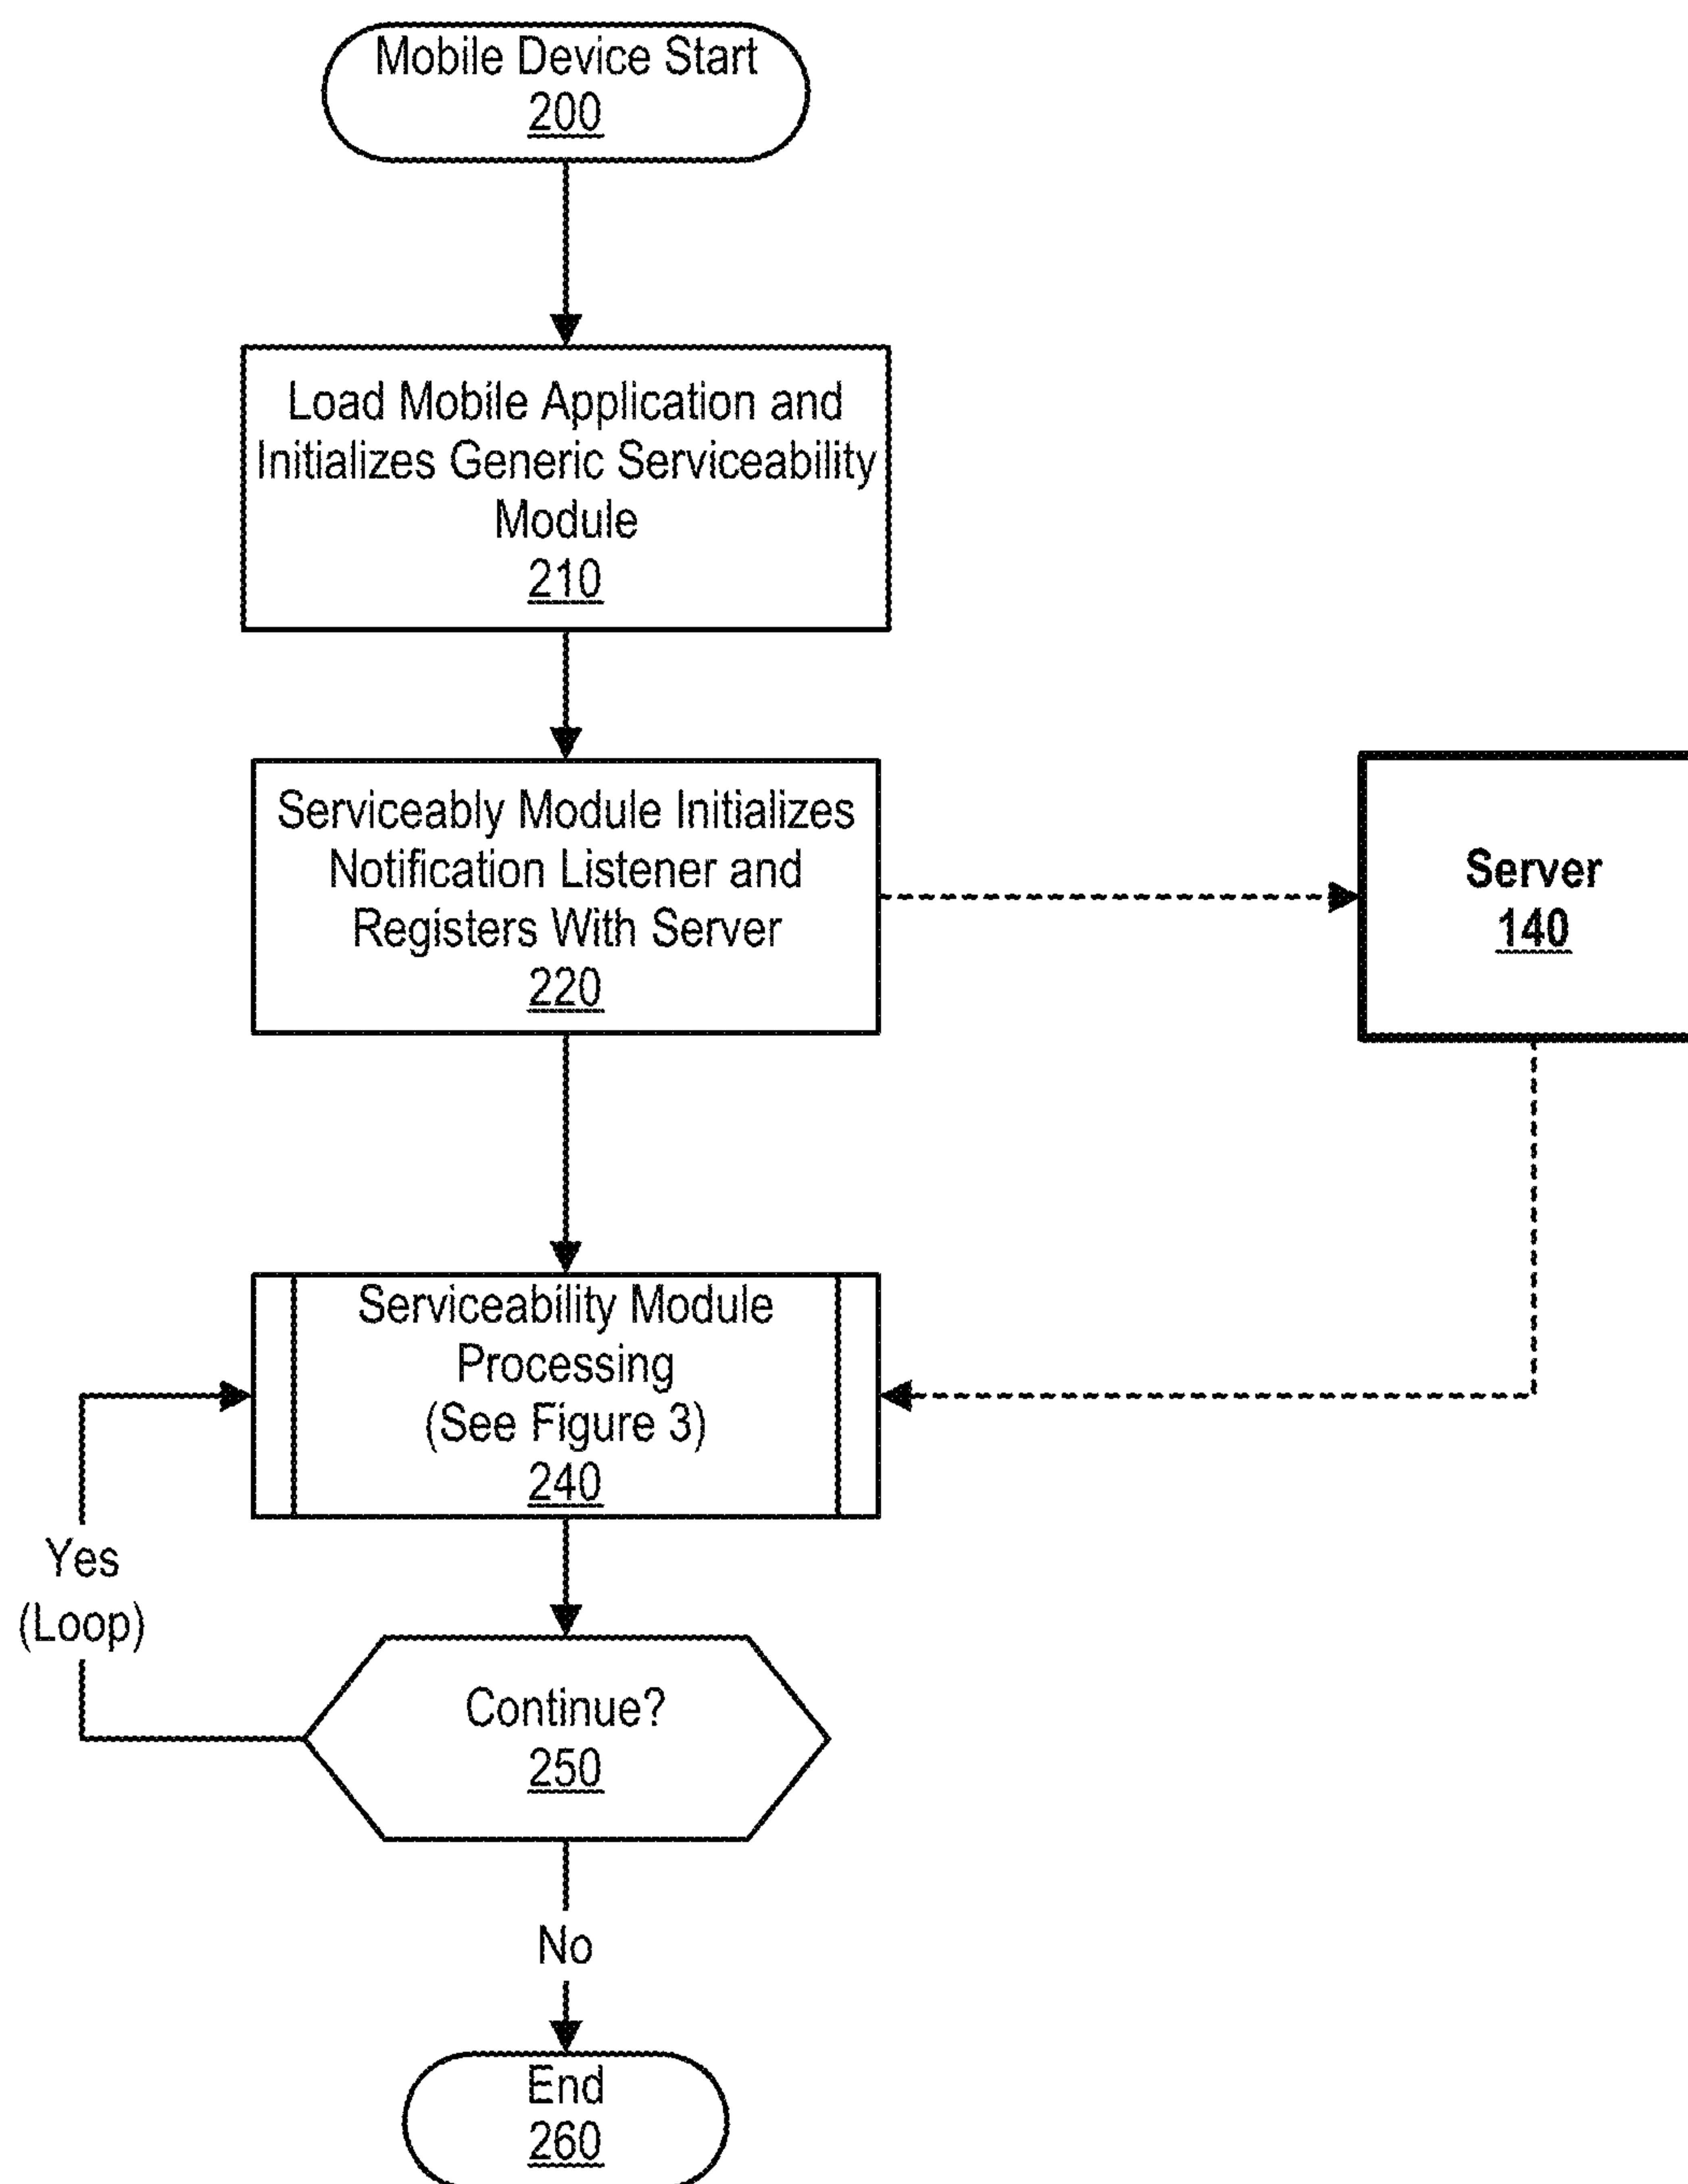 Mobile Device Start
200
Load Mobile Application and
Initializes Generic Serviceability
Module
210
Serviceably Module Initializes
Notification Listener and
Registers With Server
220
Server
140
Serviceability Module
Processing
(See Figure 3)
240
Yes
(Loop)
Continue?
250
No
End
260